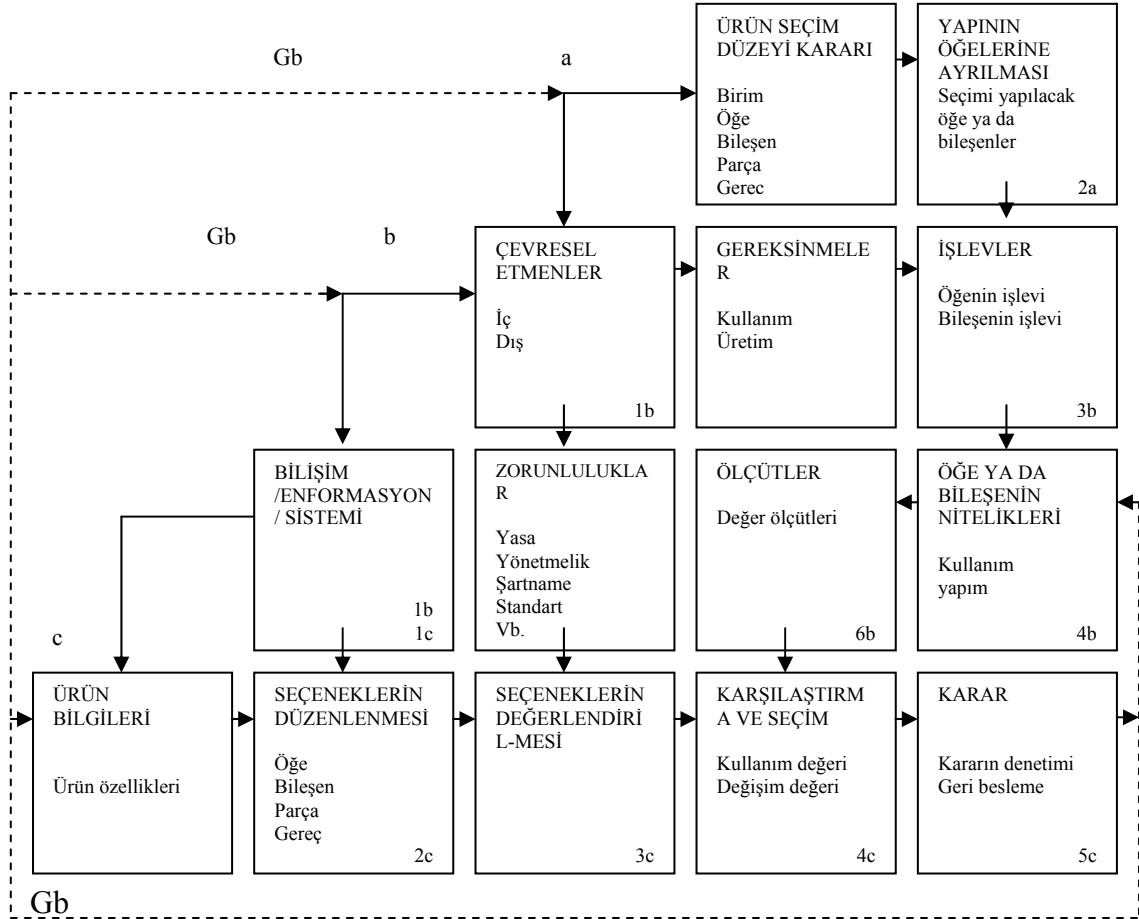 Gb
a
ÜRÜN SEÇİM
DÜZEYİ KARARI
Birim
Öğe
Bileşen
Parça
Gerec
YAPININ
ÖĞELERİNE
AYRILMASI
Seçimi yapılacak
öğe ya da
bileşenler
2a
Gb
b
ÇEVRESEL
ETMENLER
İç
Dış
1b
GEREKSİNMELE
R
Kullanım
Üretim
İŞLEVLER
Öğenin işlevi
Bileşenin işlevi
3b
BİLİŞİM
/ENFORMASYON
/ SİSTEMİ
1b
1c
ZORUNLULUKLA
R
Yasa
Yönetmelik
Şartname
Standart
Vb.
ÖLÇÜTLER
Değer ölçütleri
6b
ÖĞE YA DA
BİLEŞENİN
NİTELİKLERİ
Kullanım
yapım
4b
c
ÜRÜN
BİLGİLERİ
Ürün özellikleri
SEÇENEKLERİN
DÜZENLENMESİ
Öğe
Bileşen
Parça
Gereç
2c
SEÇENEKLERİN
DEĞERLENDİRİ
L-MESİ
3c
KARŞILAŞTIRM
A VE SEÇİM
Kullanım değeri
Değişim değeri
4c
KARAR
Kararın denetimi
Geri besleme
5c
Gb